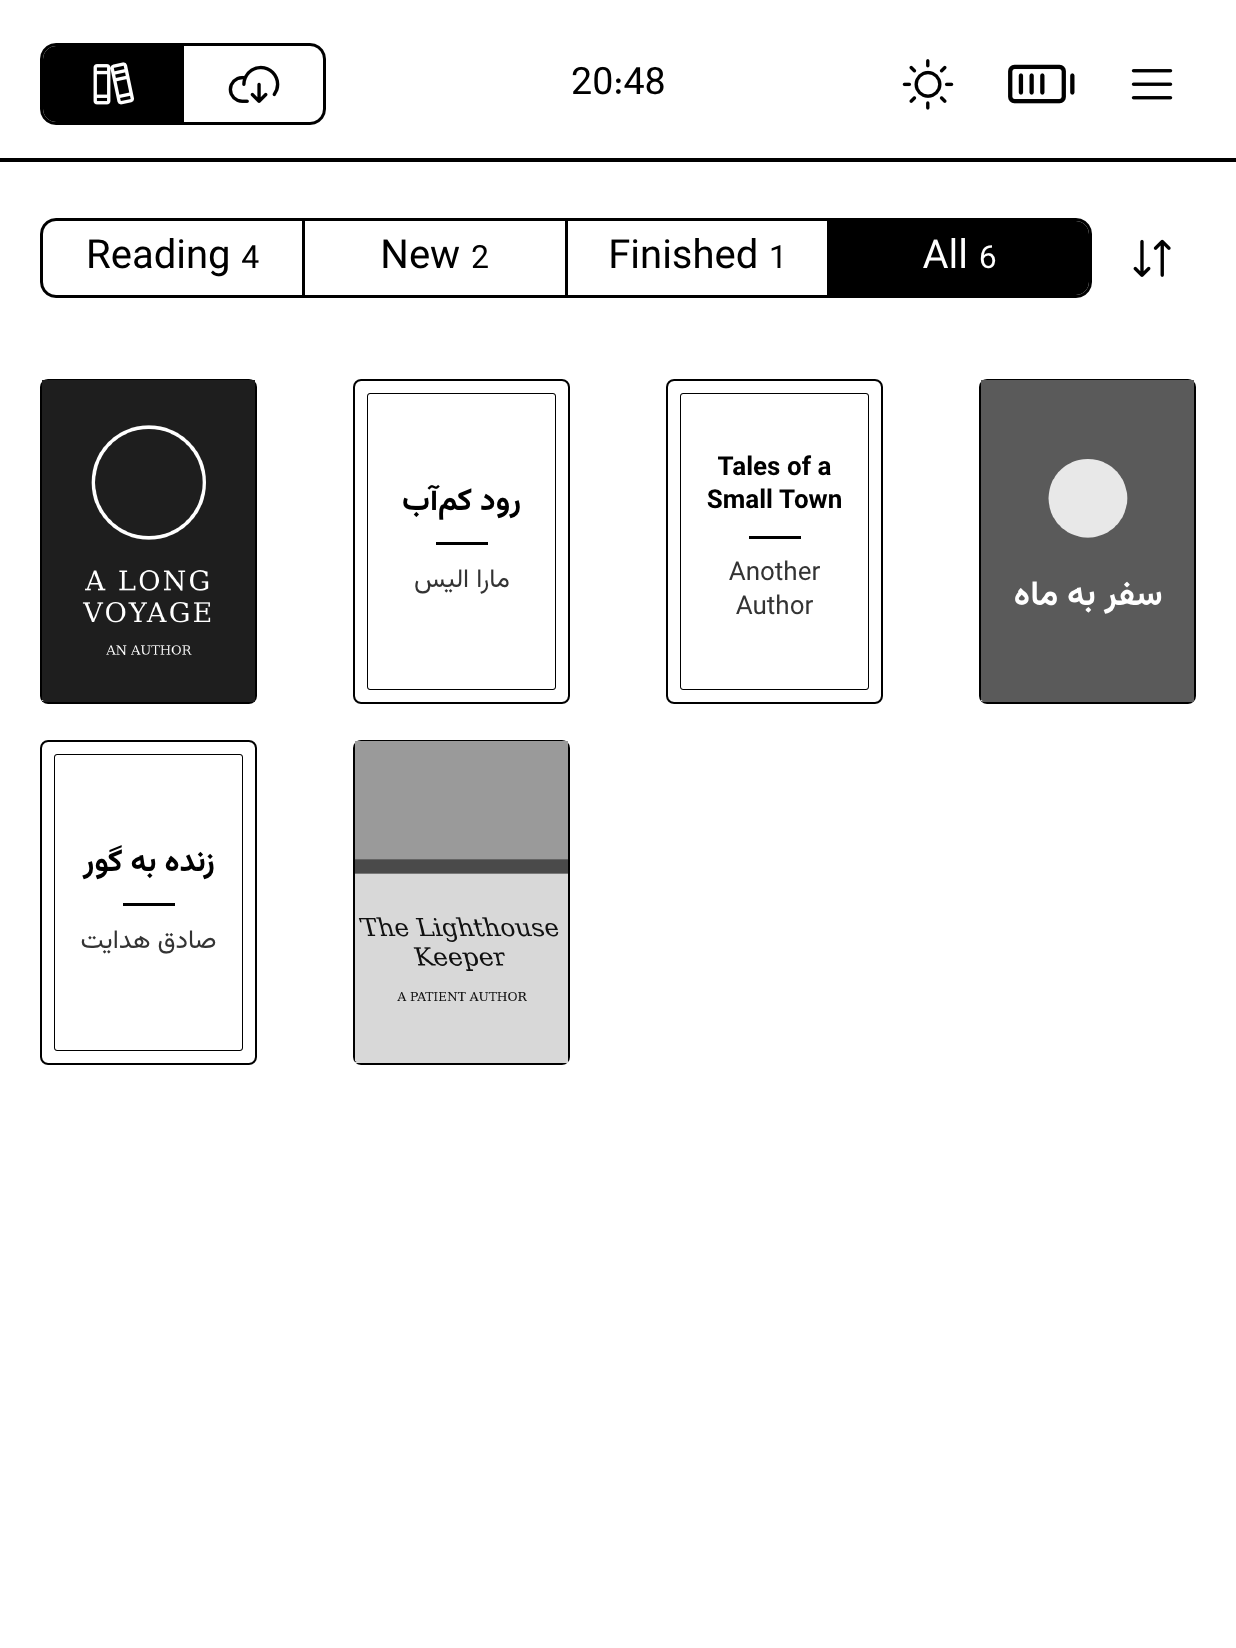 20:48
Reading 4
New 2
Finished 1
All 6
A LONG
VOYAGE
AN AUTHOR
رود کم‌آب
مارا الیس
Tales of a
Small Town
Another
Author
سفر به ماه
زنده به گور
صادق هدایت
The Lighthouse
Keeper
A PATIENT AUTHOR